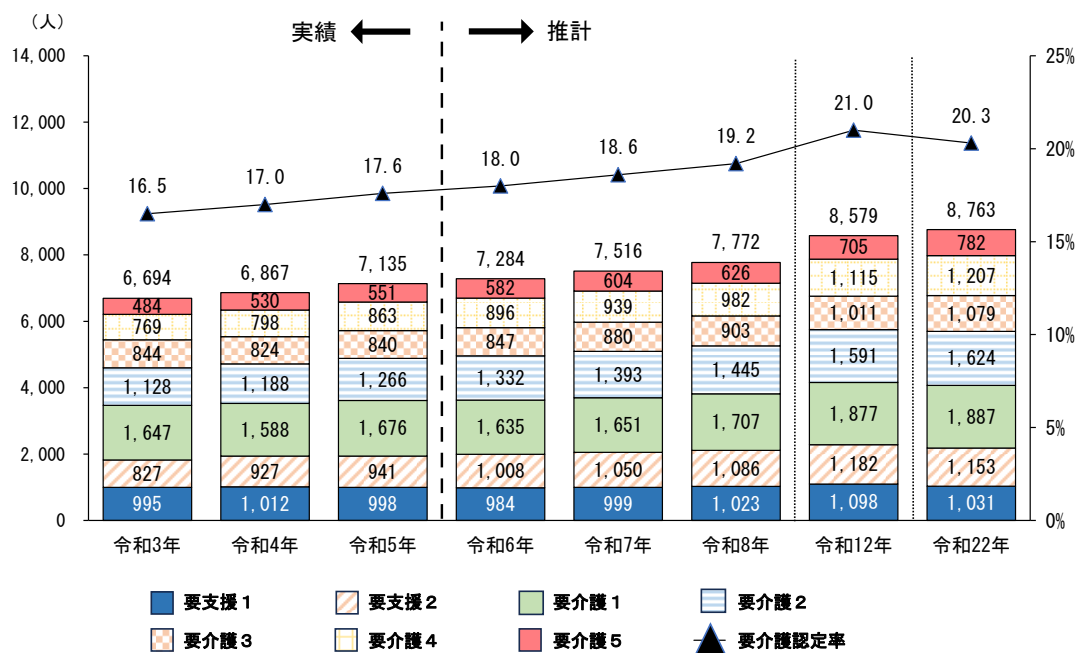 （人）
実績 推計
14,000 25%
12,000 20%
10,000
8,000 15%
6,000 10%
4,000
2,000 5%
0 0%
16.5 17.0 17.6 18.0 18.6 19.2 21.0 20.3
6,694 6,867 7,135 7,284 7,516 7,772 8,579 8,763
484 530 551 582 604 626 705 782
769 798 863 896 939 982 1,115 1,207
844 824 840 847 880 903 1,011 1,079
1,128 1,188 1,266 1,332 1,393 1,445 1,591 1,624
1,647 1,588 1,676 1,635 1,651 1,707 1,877 1,887
827 927 941 1,008 1,050 1,086 1,182 1,153
995 1,012 998 984 999 1,023 1,098 1,031
令和3年 令和4年 令和5年 令和6年 令和7年 令和8年 令和12年 令和22年
要支援１ 要支援２ 要介護１ 要介護２
要介護３ 要介護４ 要介護５ 要介護認定率